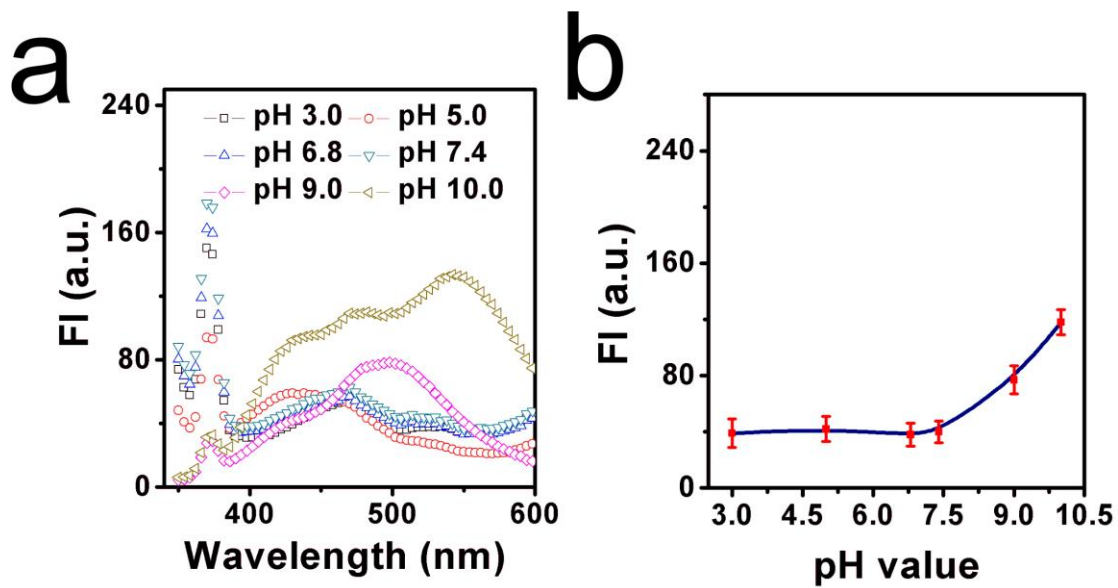 a
FI (a.u.)
240
160
80
0
pH 3.0 pH 5.0
pH 6.8 pH 7.4
pH 9.0 pH 10.0
400 500 600
Wavelength (nm)
b
FI (a.u.)
240
160
80
0
3.0 4.5 6.0 7.5 9.0 10.5
pH value